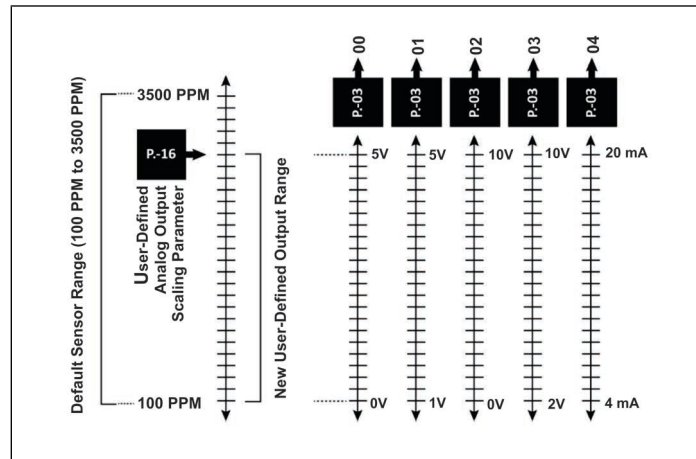 Default Sensor Range (100 PPM to 3500 PPM)
3500 PPM
P.-16
User-Defined
Analog Output
Scaling Parameter
100 PPM
New User-Defined Output Range
00
01
02
03
04
P.-03
P.-03
P.-03
P.-03
P.-03
5V
5V
10V
10V
20 mA
0V
1V
0V
2V
4 mA